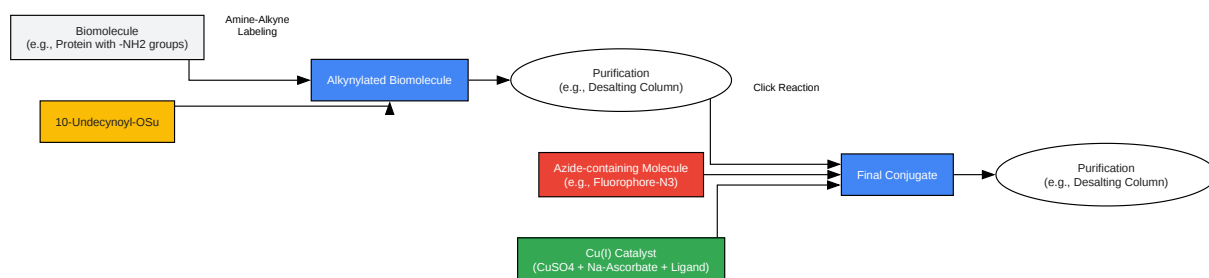 Biomolecule
(e.g., Protein with -NH2 groups)
Amine-Alkyne
Labeling
10-Undecynoyl-OSu
Alkynylated Biomolecule
Purification
(e.g., Desalting Column)
Click Reaction
Azide-containing Molecule
(e.g., Fluorophore-N3)
Cu(I) Catalyst
(CuSO4 + Na-Ascorbate + Ligand)
Final Conjugate
Purification
(e.g., Desalting Column)